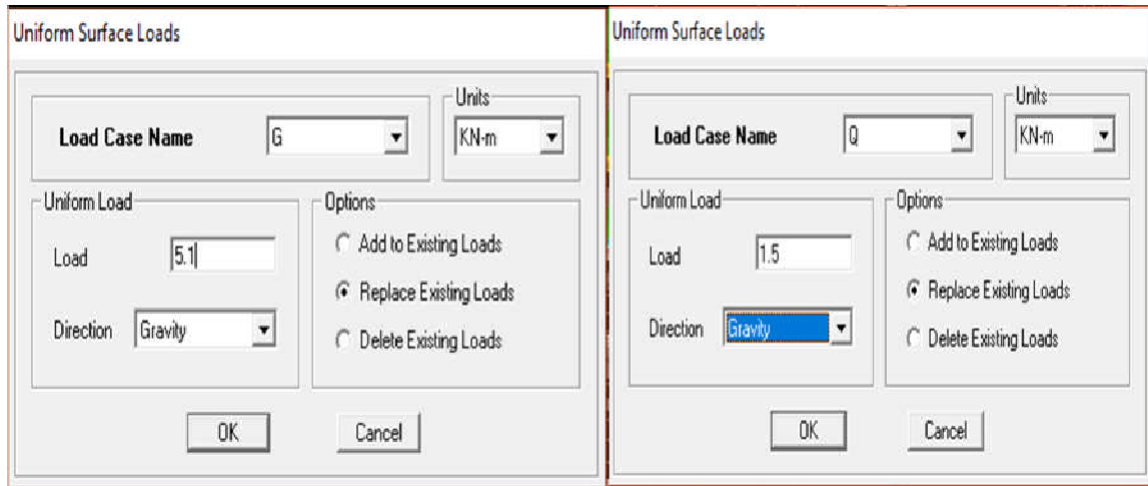 Uniform Surface Loads
Units
Load Case Name G KN-m
Uniform Load
Load 5.1
Direction Gravity
Options
Add to Existing Loads
Replace Existing Loads
Delete Existing Loads
OK Cancel
Uniform Surface Loads
Units
Load Case Name Q KN-m
Uniform Load
Load 1.5
Direction Gravity
Options
Add to Existing Loads
Replace Existing Loads
Delete Existing Loads
OK Cancel